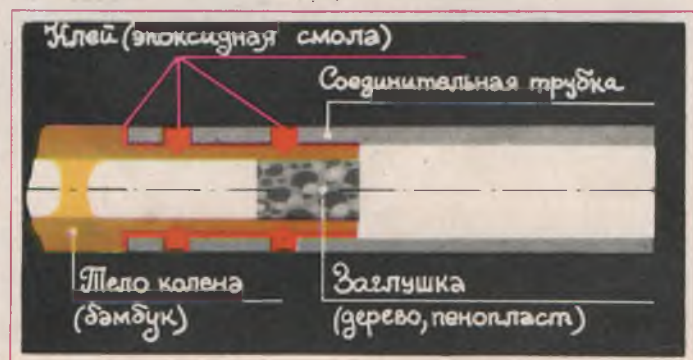 Клей (эпоксидная смола)
Соединительная трубка
Тело колена
(бамбук)
Заглушка
(дерево, пенопласт)